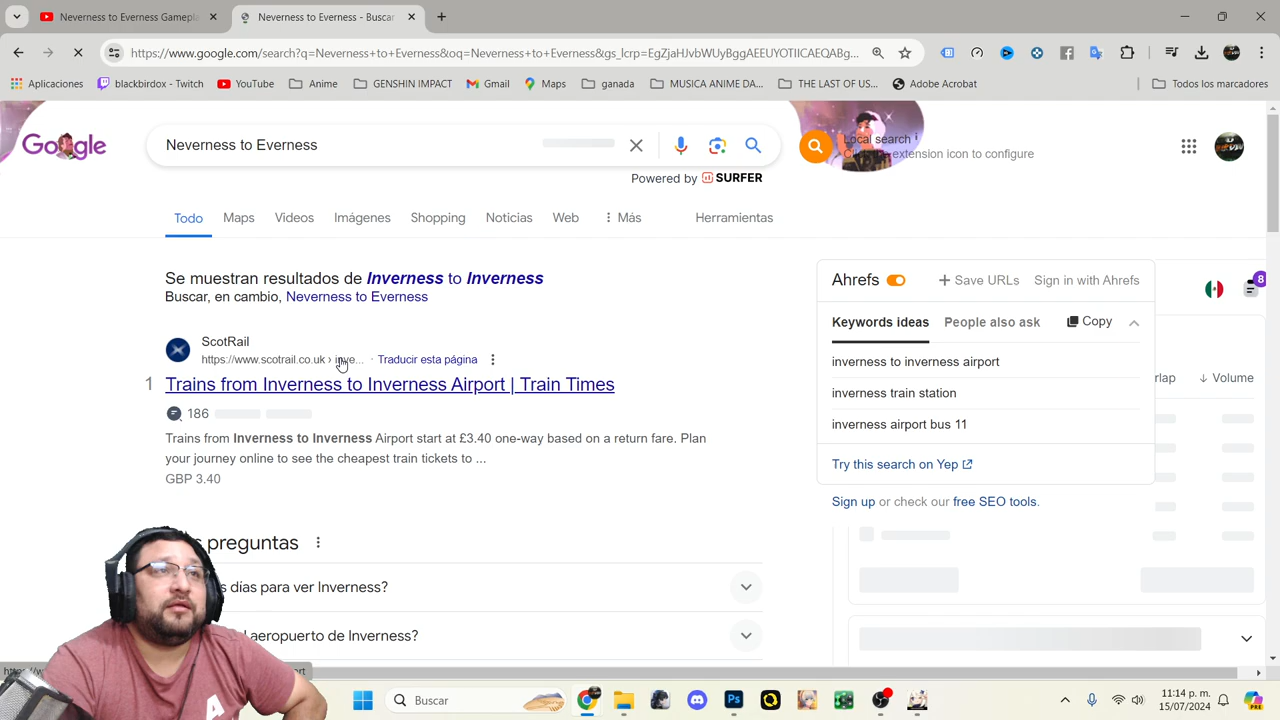 Neverness to Everness Gamepl
Neverness to Everness - Buscar
https://www.google.com/search?q=Neverness+to+Everness&oq=Neverness+to+Everness&gs_lcrp=EgZjaHJvbWUyBggAEEUYOTIICAEQABg...
Aplicaciones
blackbirdox - Twitch
YouTube
Anime
GENSHIN IMPACT
Gmail
Maps
ganada
MUSICA ANIME DA...
THE LAST OF US...
Adobe Acrobat
Todos los marcadores
Google
Neverness to Everness
Local search
Click the extension icon to configure
Powered by SURFER
Todo
Maps
Videos
Imágenes
Shopping
Noticias
Web
Más
Herramientas
Se muestran resultados de Inverness to Inverness
Buscar, en cambio, Neverness to Everness
ScotRail
https://www.scotrail.co.uk › inve... · Traducir esta página
1 Trains from Inverness to Inverness Airport | Train Times
186
Trains from Inverness to Inverness Airport start at £3.40 one-way based on a return fare. Plan
your journey online to see the cheapest train tickets to ...
GBP 3.40
preguntas
días para ver Inverness?
aeropuerto de Inverness?
Ahrefs
Save URLs
Sign in with Ahrefs
Keywords ideas
People also ask
Copy
inverness to inverness airport
inverness train station
inverness airport bus 11
Try this search on Yep
Sign up or check our free SEO tools.
8
rlap
Volume
Buscar
11:14 p. m.
15/07/2024